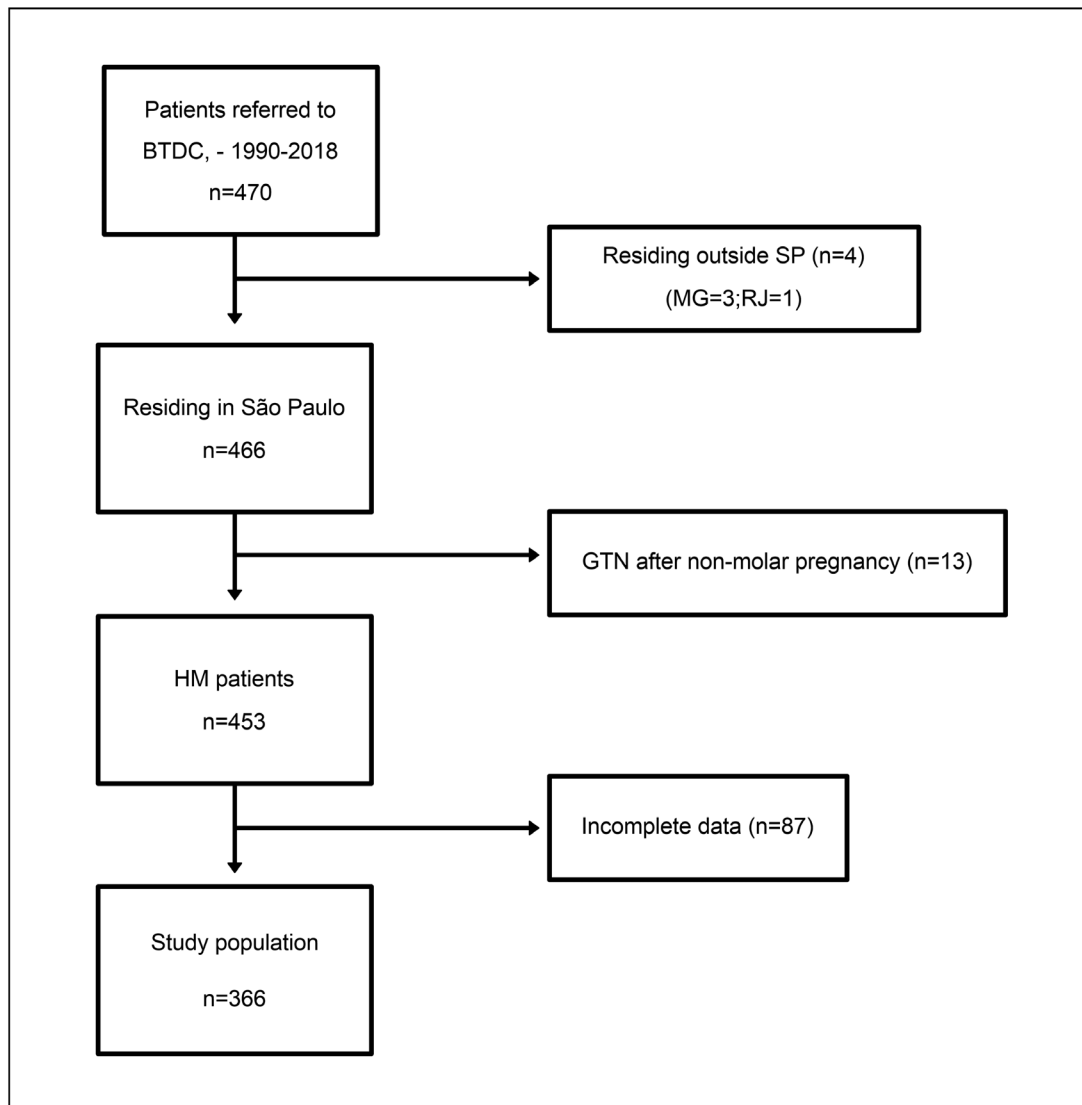 Patients referred to
BTDC, - 1990-2018
n=470
Residing outside SP (n=4)
(MG=3;RJ=1)
Residing in São Paulo
n=466
GTN after non-molar pregnancy (n=13)
HM patients
n=453
Incomplete data (n=87)
Study population
n=366